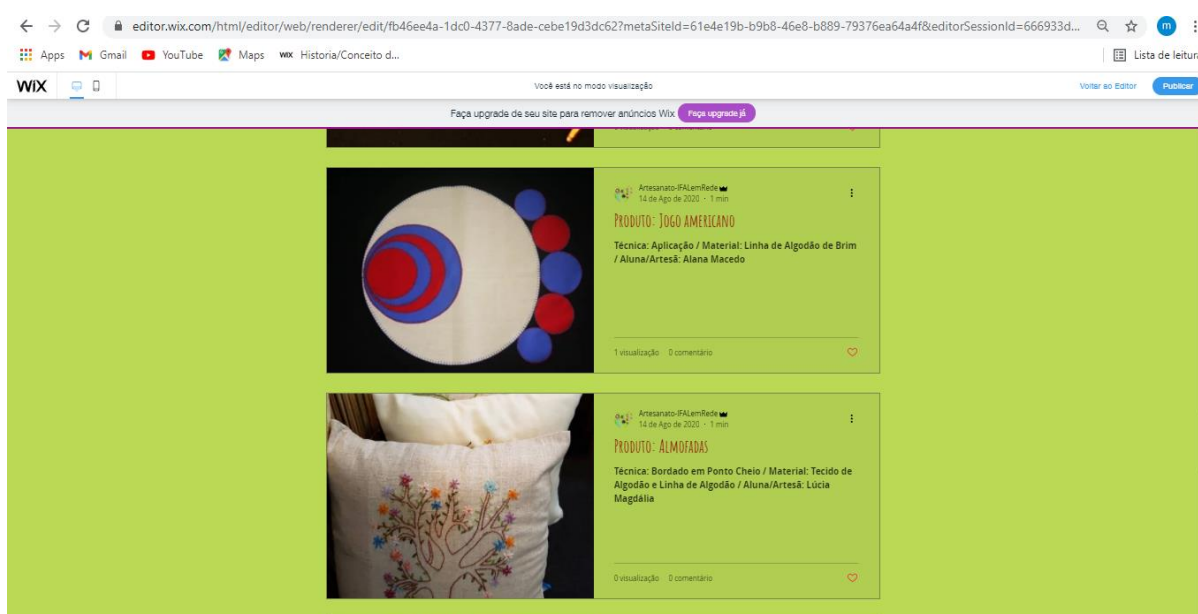 editor.wix.com/html/editor/web/renderer/edit/fb46ee4a-1dc0-4377-8ade-cebe19d3dc62?metaSiteId=61e4e19b-b9b8-46e8-b889-79376ea64a4f&editorSessionId=666933d...
m
Apps Gmail YouTube Maps WIX Historia/Conceito d... Lista de leitura
WiX Você está no modo visualização Voltar ao Editor Publicar
Faça upgrade de seu site para remover anúncios Wix Faça upgrade já
Artesanato-IFALemRede
14 de Ago de 2020 · 1 min
Produto: Jogo americano
Técnica: Aplicação / Material: Linha de Algodão de Brim
/ Aluna/Artesã: Alana Macedo
1 visualização 0 comentário
Artesanato-IFALemRede
14 de Ago de 2020 · 1 min
Produto: Almofadas
Técnica: Bordado em Ponto Cheio / Material: Tecido de
Algodão e Linha de Algodão / Aluna/Artesã: Lúcia
Magdália
0 visualização 0 comentário